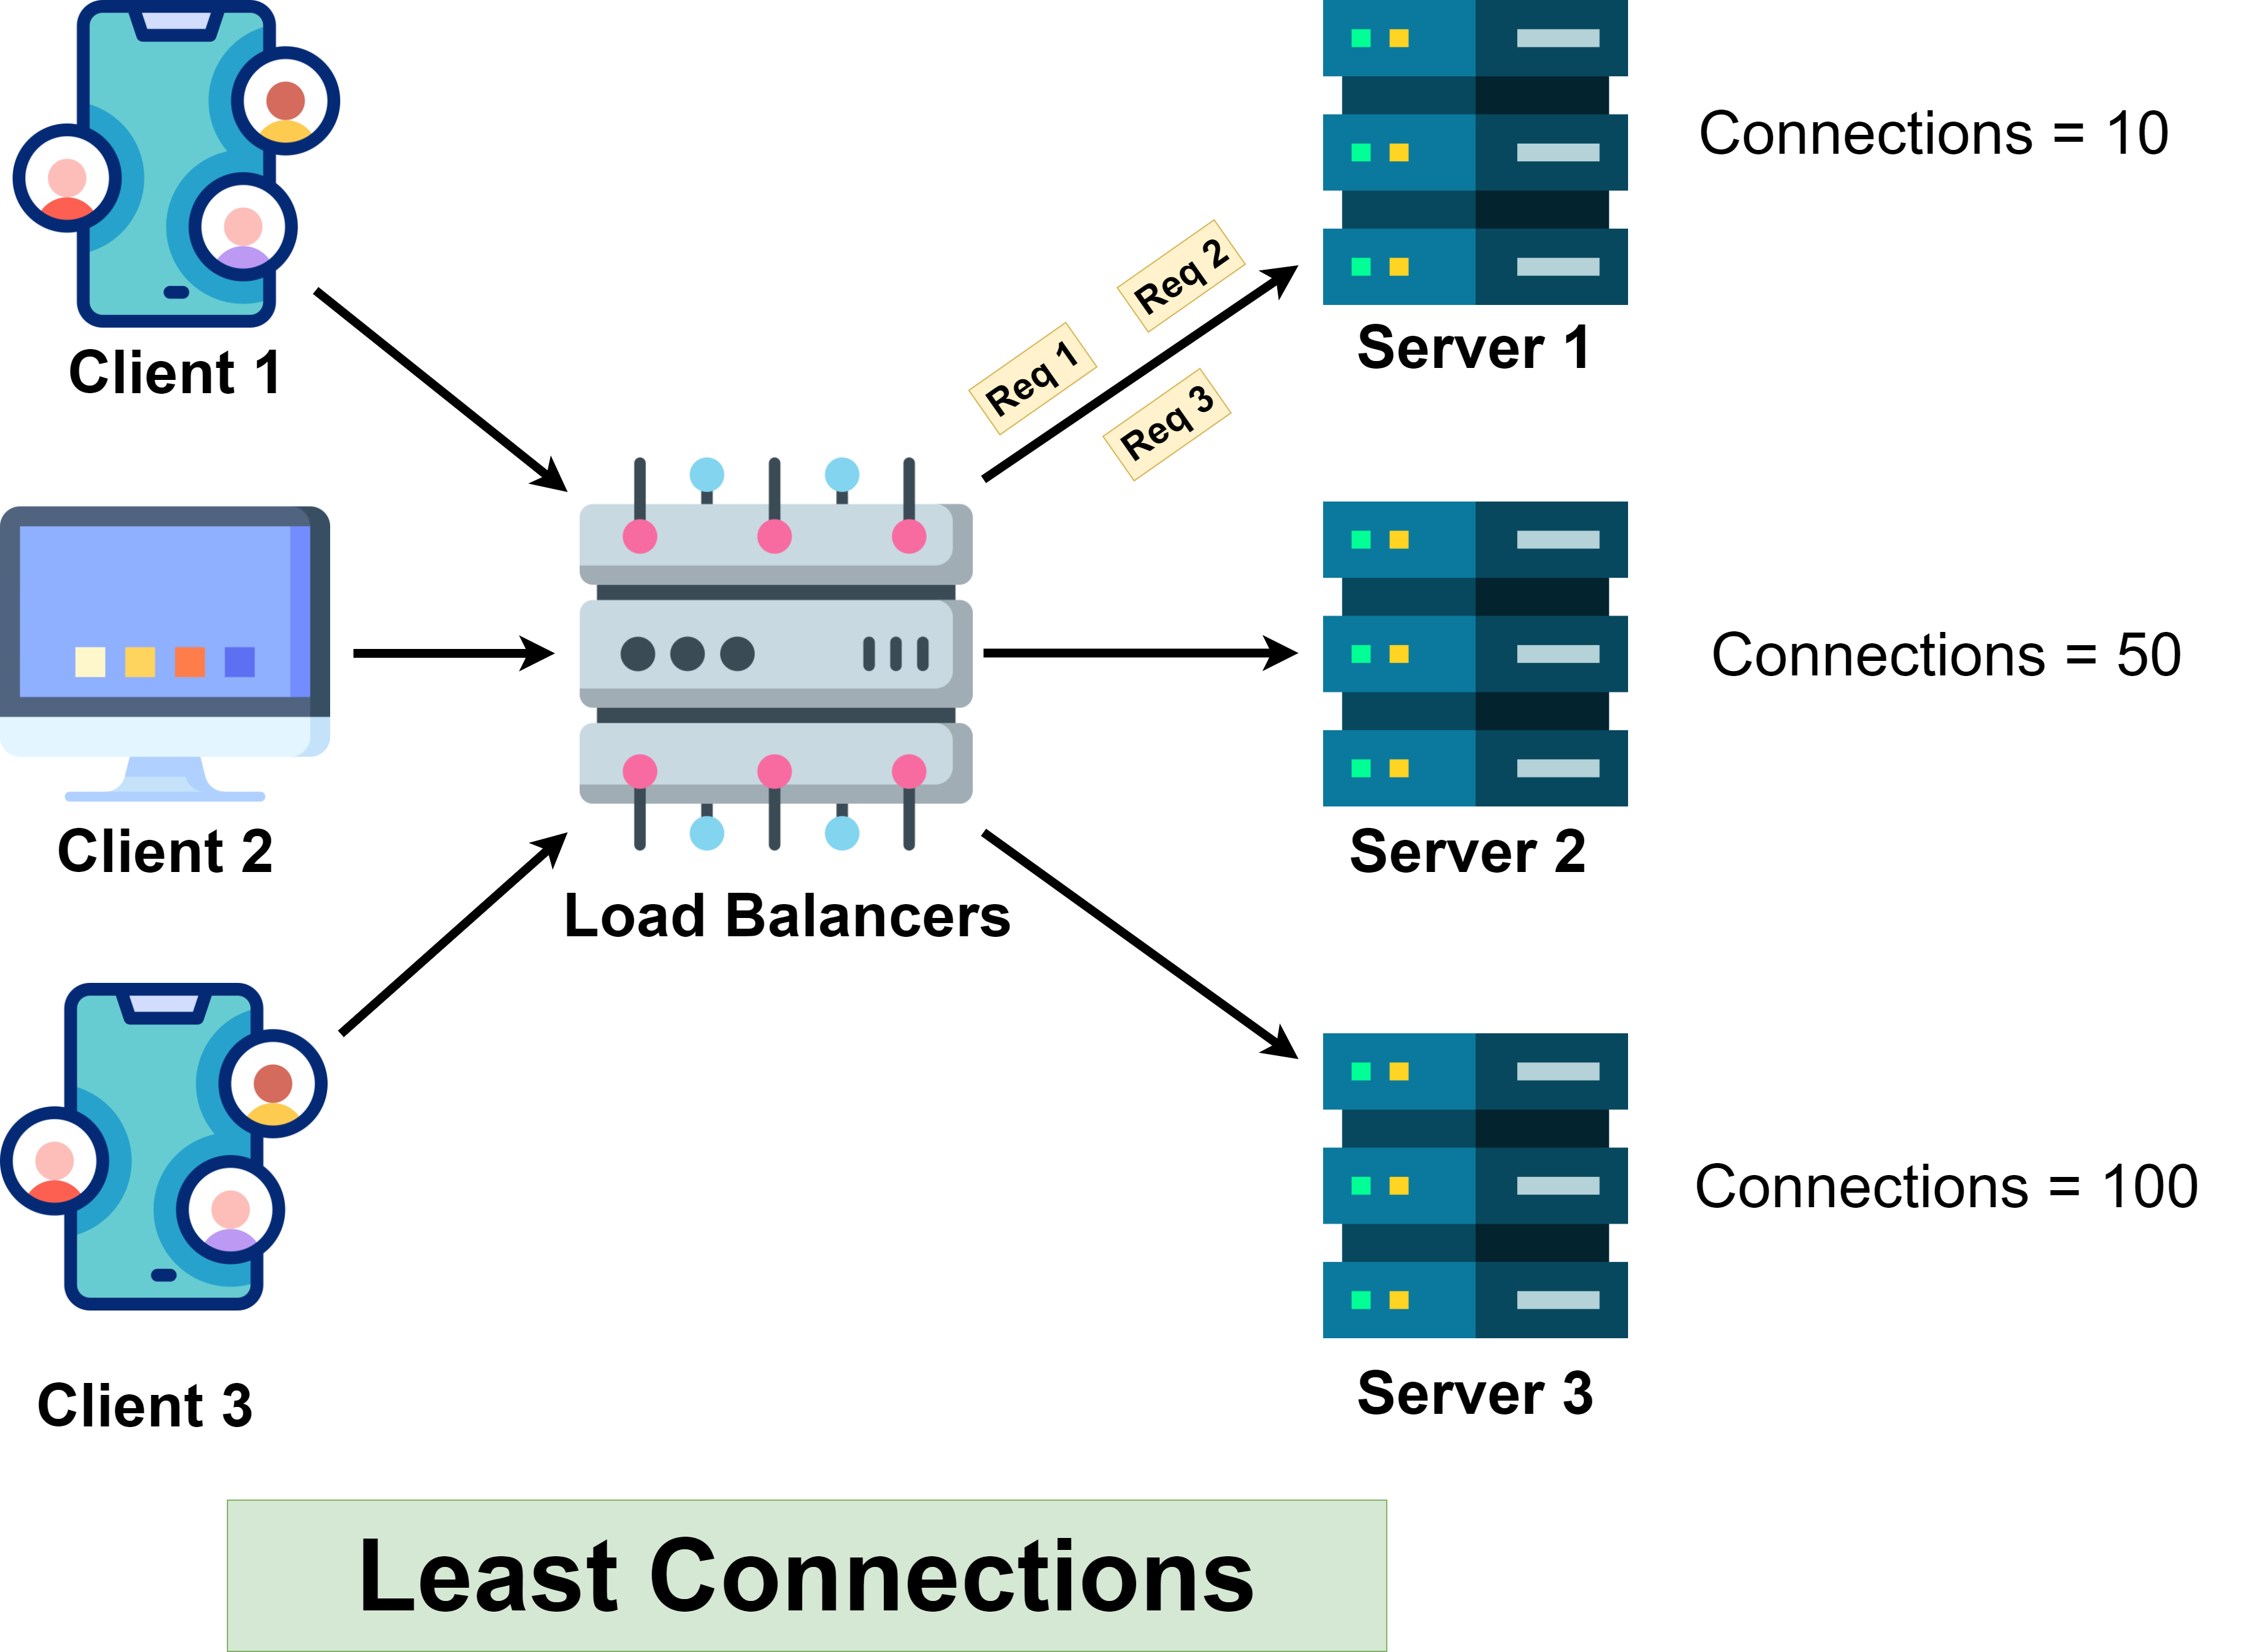 Connections = 10
Req 2
Req 1
Req 3
Server 1
Client 1
Connections = 50
Client 2
Server 2
Load Balancers
Connections = 100
Server 3
Client 3
Least Connections